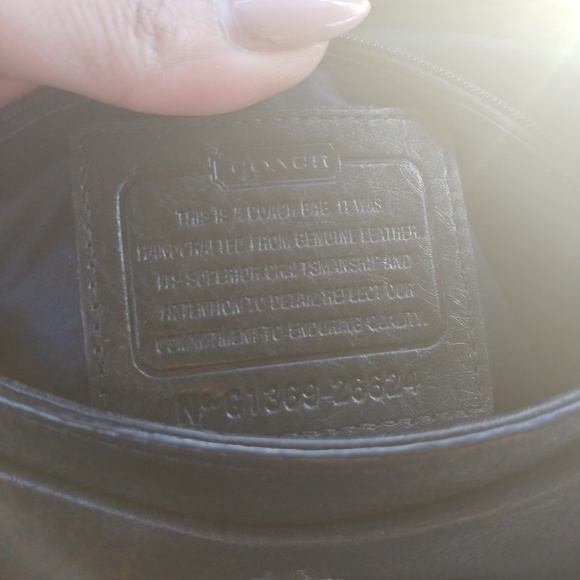 COACH
THIS IS A COACH BAG. IT WAS
HANDCRAFTED FROM GENUINE LEATHER.
ITS SUPERIOR CRAFTSMANSHIP AND
ATTENTION TO DETAIL REFLECT OUR
COMMITMENT TO ENDURING QUALITY.
Nº G1369-26624